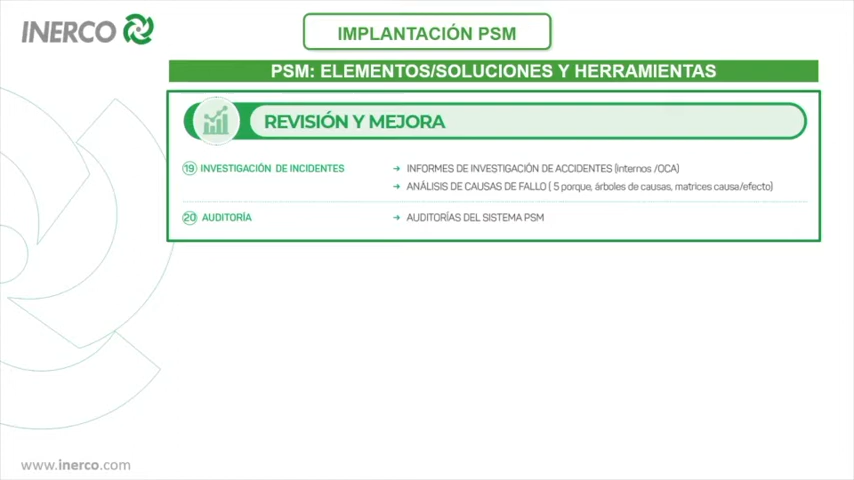 INERCO
IMPLANTACIÓN PSM
PSM: ELEMENTOS/SOLUCIONES Y HERRAMIENTAS
REVISIÓN Y MEJORA
19 INVESTIGACIÓN DE INCIDENTES
➔ INFORMES DE INVESTIGACIÓN DE ACCIDENTES (internos /OCA)
➔ ANÁLISIS DE CAUSAS DE FALLO ( 5 porque, árboles de causas, matrices causa/efecto)
20 AUDITORÍA
➔ AUDITORÍAS DEL SISTEMA PSM
www.inerco.com